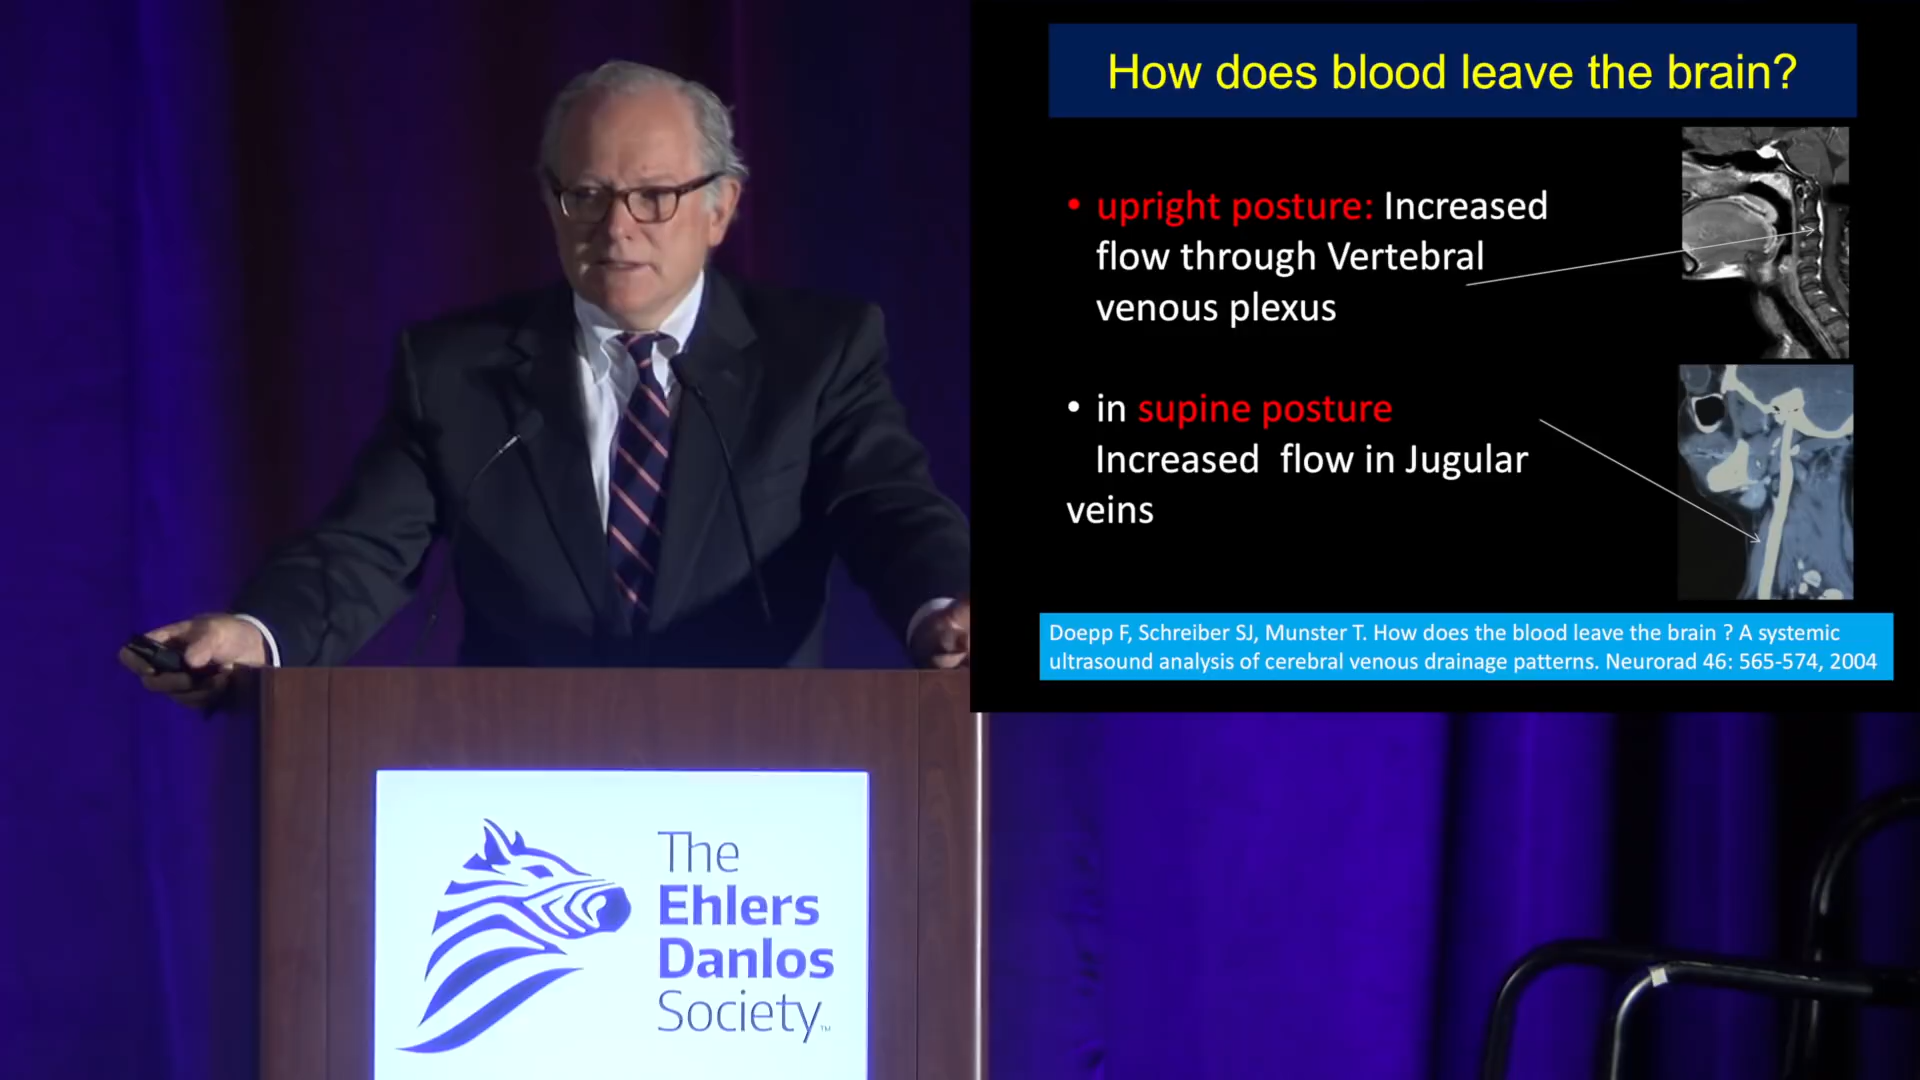 How does blood leave the brain?
• upright posture: Increased
flow through Vertebral
venous plexus
• in supine posture
Increased flow in Jugular
veins
Doepp F, Schreiber SJ, Munster T. How does the blood leave the brain ? A systemic
ultrasound analysis of cerebral venous drainage patterns. Neurorad 46: 565-574, 2004
The
Ehlers
Danlos
Society™